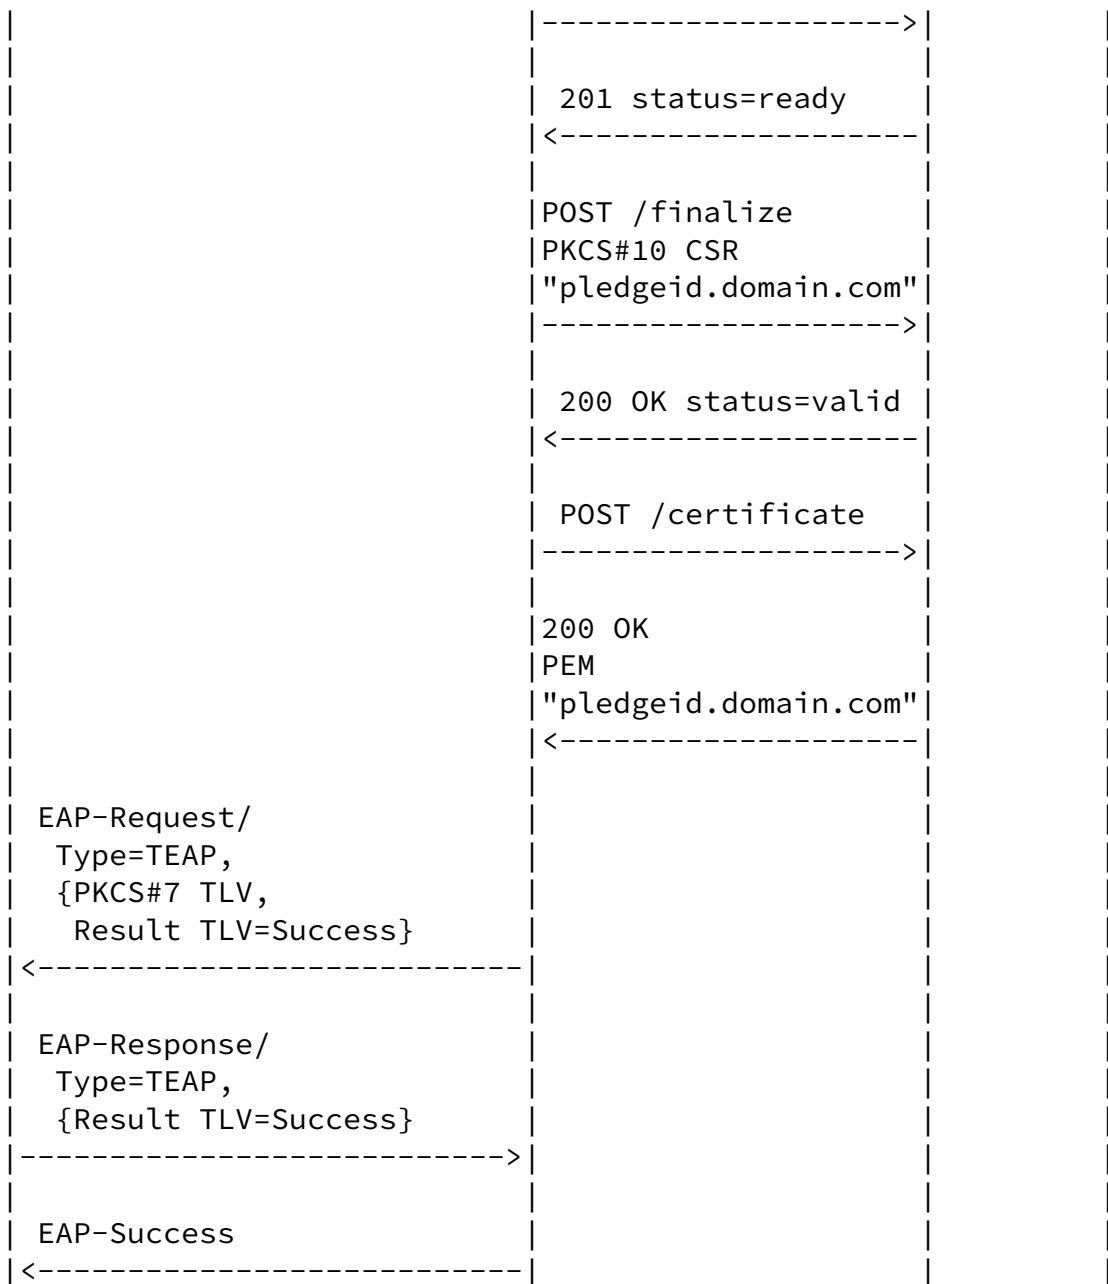 201 status=ready
POST /finalize
PKCS#10 CSR
"pledgeid.domain.com"
200 OK status=valid
POST /certificate
200 OK
PEM
"pledgeid.domain.com"
EAP-Request/
Type=TEAP,
{PKCS#7 TLV,
Result TLV=Success}
EAP-Response/
Type=TEAP,
{Result TLV=Success}
EAP-Success